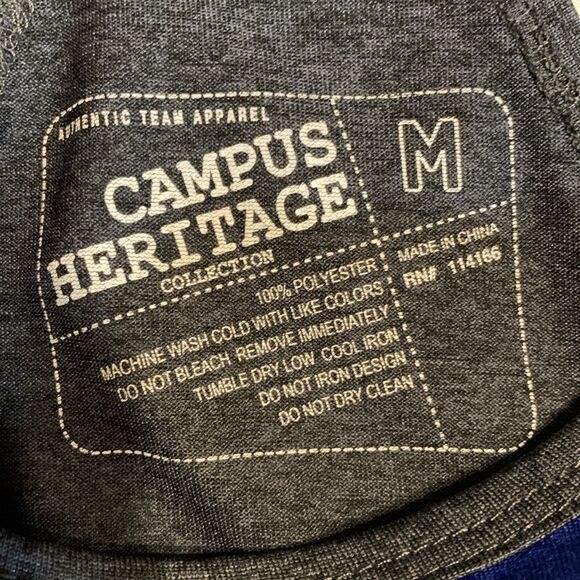 AUTHENTIC TEAM APPAREL
CAMPUS
HERITAGE
COLLECTION
M
100% POLYESTER
MACHINE WASH COLD WITH LIKE COLORS
DO NOT BLEACH REMOVE IMMEDIATELY
TUMBLE DRY LOW COOL IRON
DO NOT IRON DESIGN
DO NOT DRY CLEAN
MADE IN CHINA
RN# 114166